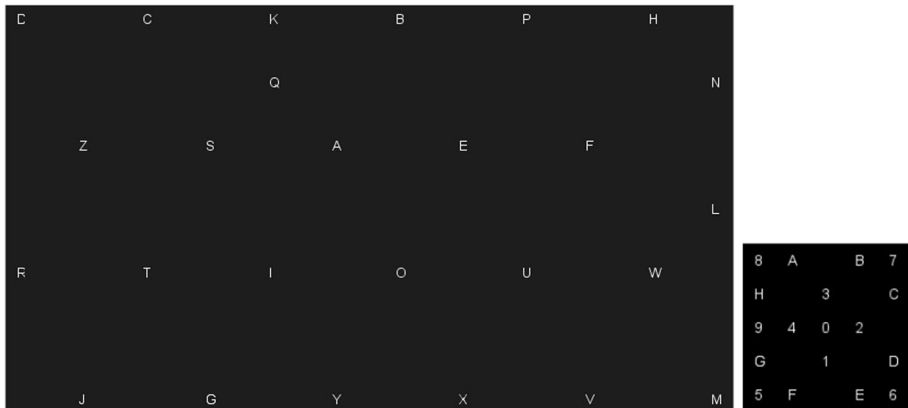 D C K B P H
Q N
Z S A E F
L
R T I O U W
J G Y X V M
8 A B 7
H 3 C
9 4 0 2
G 1 D
5 F E 6